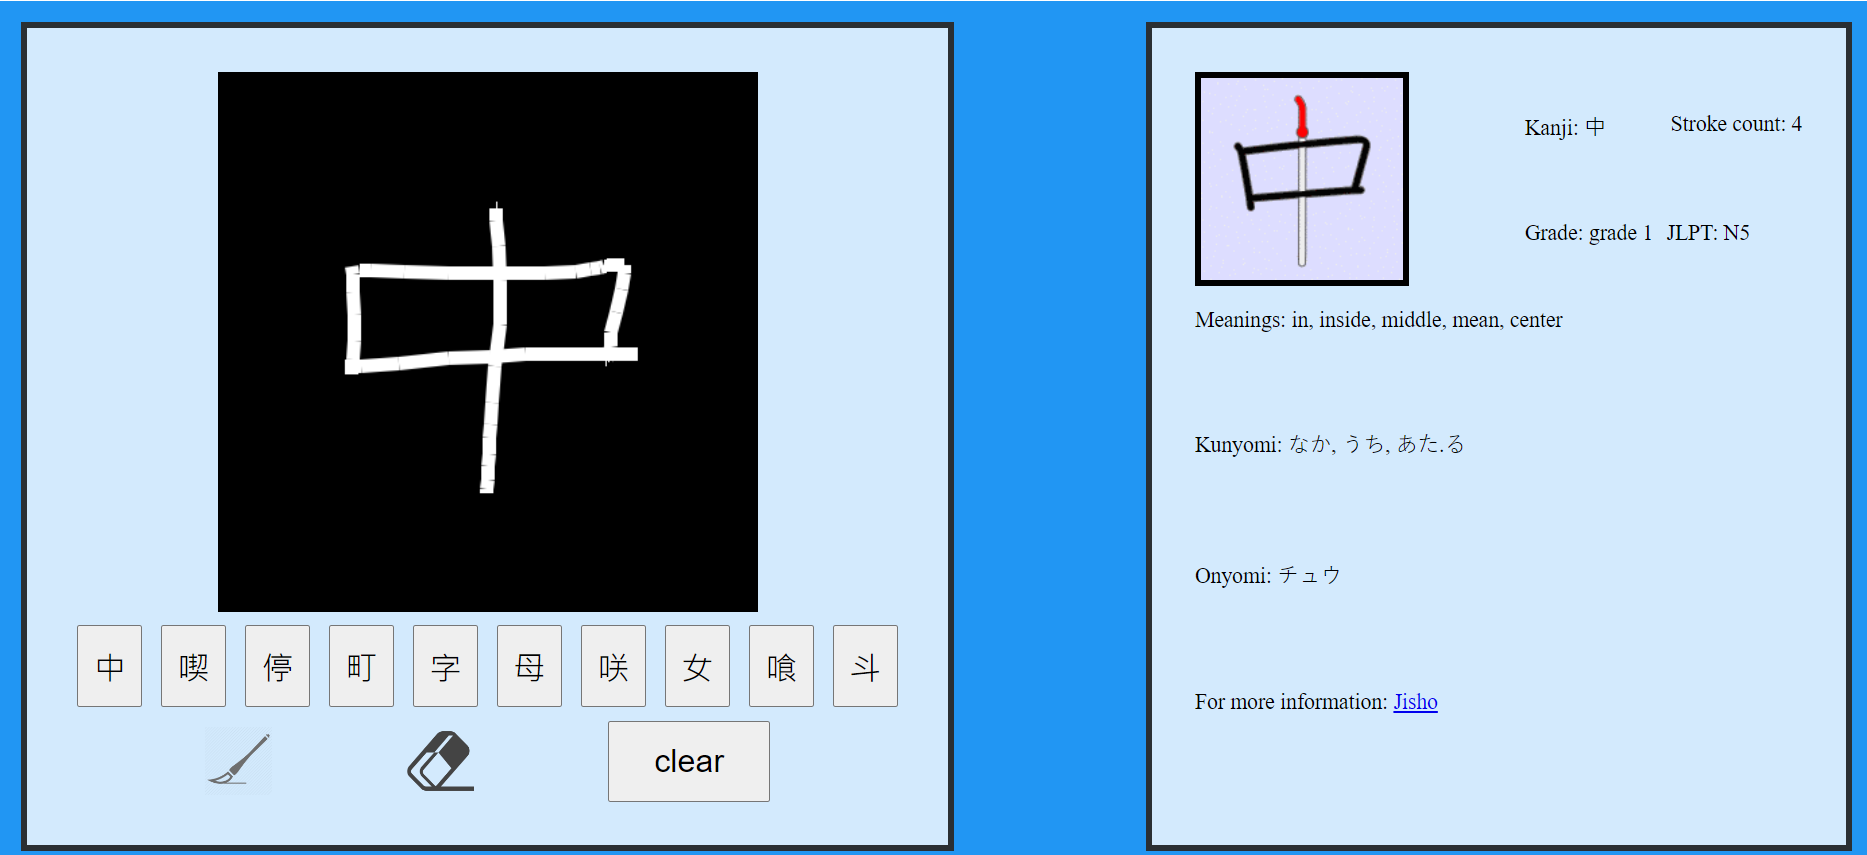 中
中 喫 停 町 字 母 咲 女 喰 斗
clear
中
Kanji: 中 Stroke count: 4
Grade: grade 1 JLPT: N5
Meanings: in, inside, middle, mean, center
Kunyomi: なか, うち, あた.る
Onyomi: チュウ
For more information: Jisho